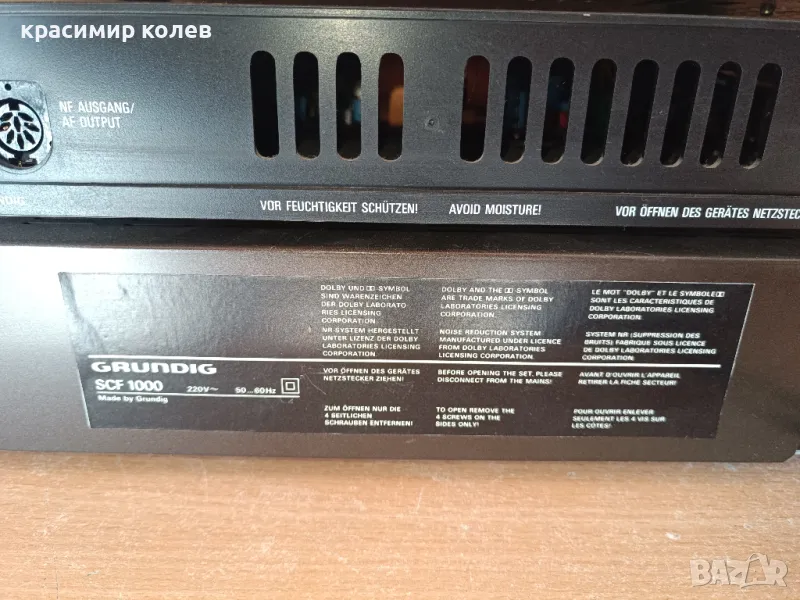 красимир колев
NF AUSGANG/
AF OUTPUT
VOR FEUCHTIGKEIT SCHÜTZEN! AVOID MOISTURE! VOR ÖFFNEN DES GERÄTES
DOLBY UND SYMBOL
SIND WARENZEICHEN
DER DOLBY LABORATO
RIES LICENSING
CORPORATION.
NR-SYSTEM HERGESTELLT
UNTER LIZENZ DER DOLBY
LABORATORIES LICENSING
CORPORATION.
DOLBY AND THE SYMBOL
ARE TRADE MARKS OF DOLBY
LABORATORIES LICENSING
CORPORATION.
NOISE REDUCTION SYSTEM
MANUFACTURED UNDER LICENCE
FROM DOLBY LABORATORIES
LICENSING CORPORATION.
LE MOT "DOLBY" ET LE SYMBOLE
SONT LES CARACTERISTIQUES DE
DOLBY LABORATORIES LICENSING
CORPORATION.
SYSTEM NR (SUPPRESSION DES
BRUITS) FABRIQUE SOUS LICENCE
DE DOLBY LABORATORIES LICENSING
CORPORATION.
GRUNDIG
SCF 1000 220V~ 50...60Hz
Made by Grundig
VOR ÖFFNEN DES GERÄTES
NETZSTECKER ZIEHEN!
BEFORE OPENING THE SET, PLEASE
DISCONNECT FROM THE MAINS!
AVANT D'OUVRIR L'APPAREIL
RETIRER LA FICHE SECTEUR!
ZUM ÖFFNEN NUR DIE
4 SEITLICHEN
SCHRAUBEN ENTFERNEN!
TO OPEN REMOVE THE
4 SCREWS ON THE
SIDES ONLY!
POUR OUVRIR ENLEVER
SEULEMENT LES 4 VIS SUR
LES CÔTES!
BAZAR